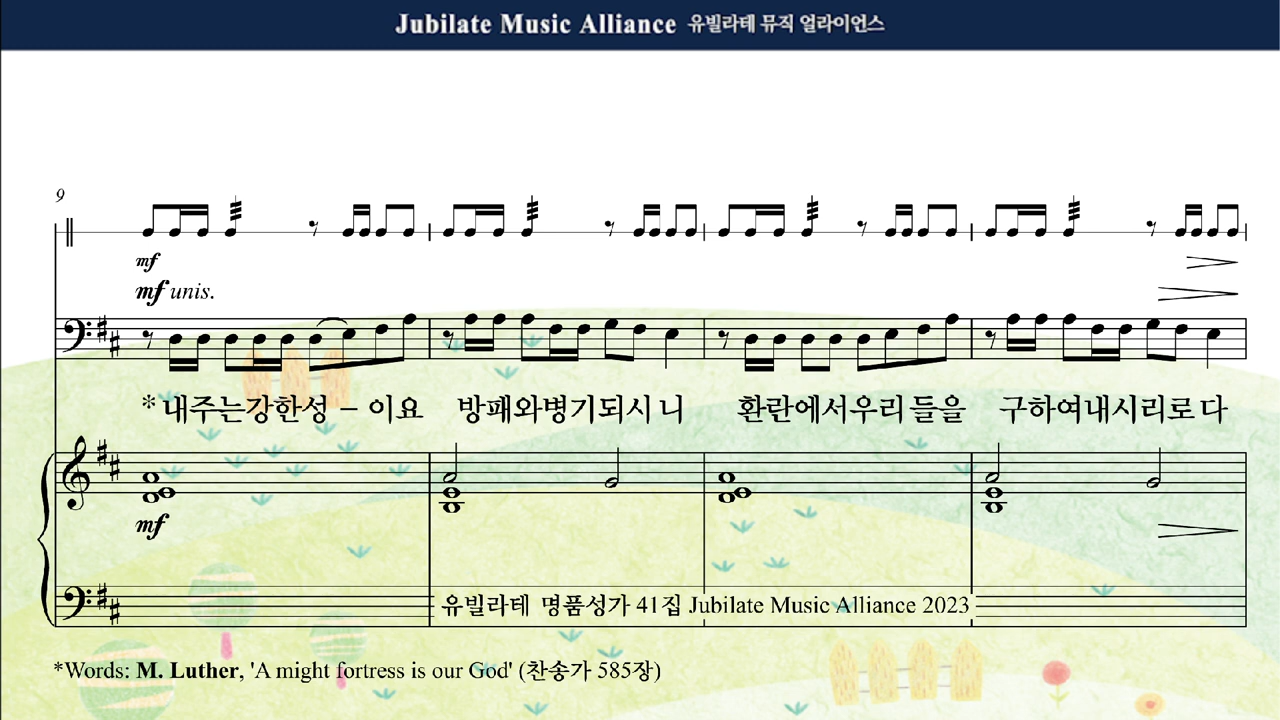 Jubilate Music Alliance 유빌라테 뮤직 얼라이언스
9
mf
mf unis.
*내주는강한성 – 이요 방패와병기되시니 환란에서우리들을 구하여내시리로다
mf
유빌라테 명품성가 41집 Jubilate Music Alliance 2023
*Words: M. Luther, 'A might fortress is our God' (찬송가 585장)